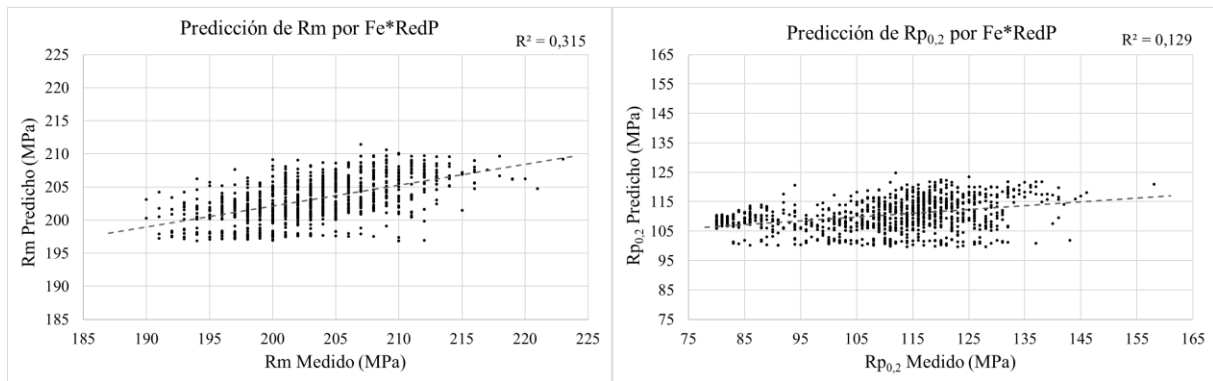 Predicción de Rm por Fe*RedP
R² = 0,315
225
220
215
210
205
200
195
190
185
Rm Predicho (MPa)
185 190 195 200 205 210 215 220 225
Rm Medido (MPa)
Predicción de Rp0,2 por Fe*RedP
R² = 0,129
165
155
145
135
125
115
105
95
85
75
Rp0,2 Predicho (MPa)
75 85 95 105 115 125 135 145 155 165
Rp0,2 Medido (MPa)